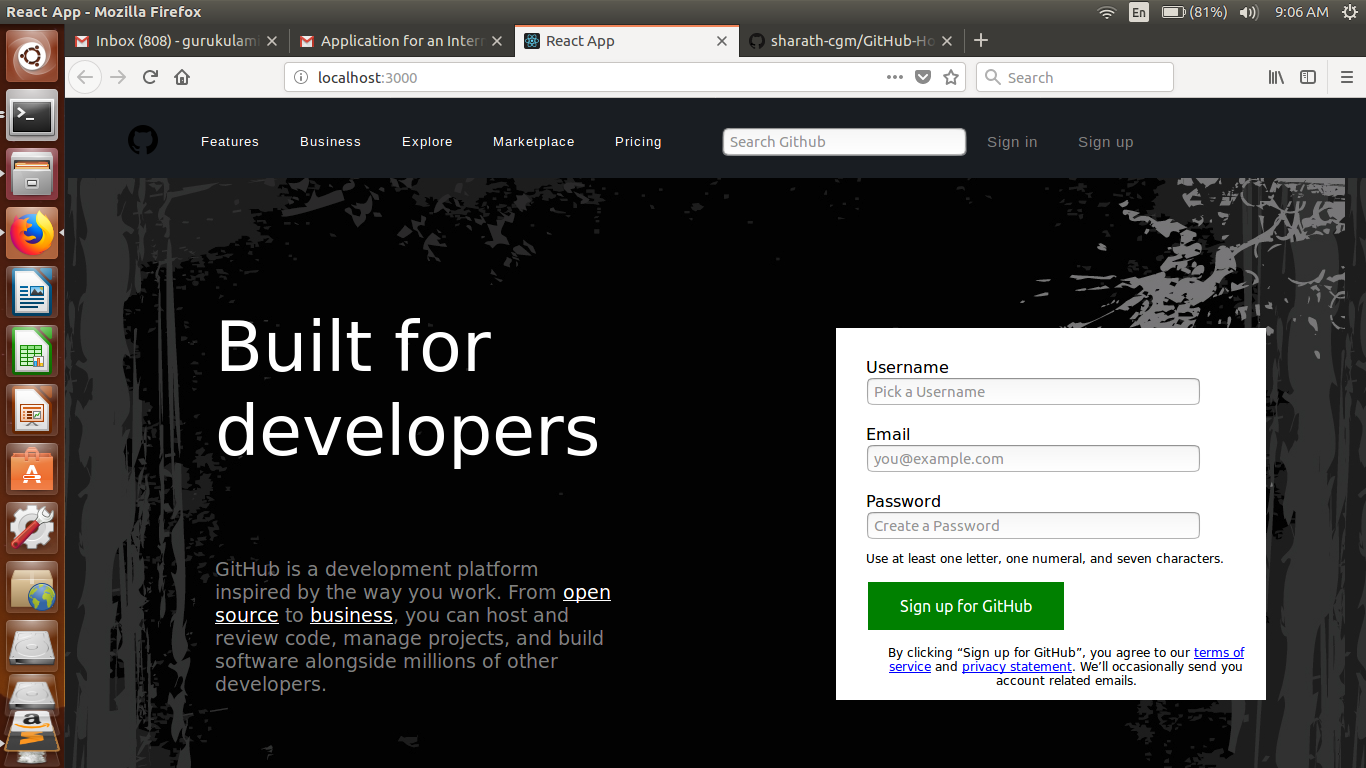 React App - Mozilla Firefox
En
(81%)
9:06 AM
Inbox (808) - gurukulami
Application for an Inter
React App
sharath-cgm/GitHub-Ho
localhost:3000
Search
Features
Business
Explore
Marketplace
Pricing
Search Github
Sign in
Sign up
Built for
developers
GitHub is a development platform
inspired by the way you work. From open
source to business, you can host and
review code, manage projects, and build
software alongside millions of other
developers.
Username
Pick a Username
Email
you@example.com
Password
Create a Password
Use at least one letter, one numeral, and seven characters.
Sign up for GitHub
By clicking “Sign up for GitHub”, you agree to our terms of
service and privacy statement. We’ll occasionally send you
account related emails.